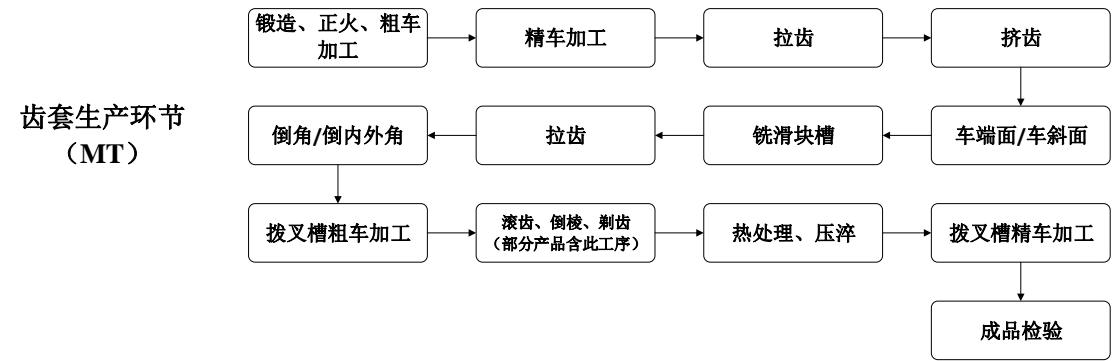 齿套生产环节
（MT）
锻造、正火、粗车
加工
精车加工
拉齿
挤齿
车端面/车斜面
铣滑块槽
拉齿
倒角/倒内外角
拨叉槽粗车加工
滚齿、倒棱、剃齿
（部分产品含此工序）
热处理、压淬
拨叉槽精车加工
成品检验